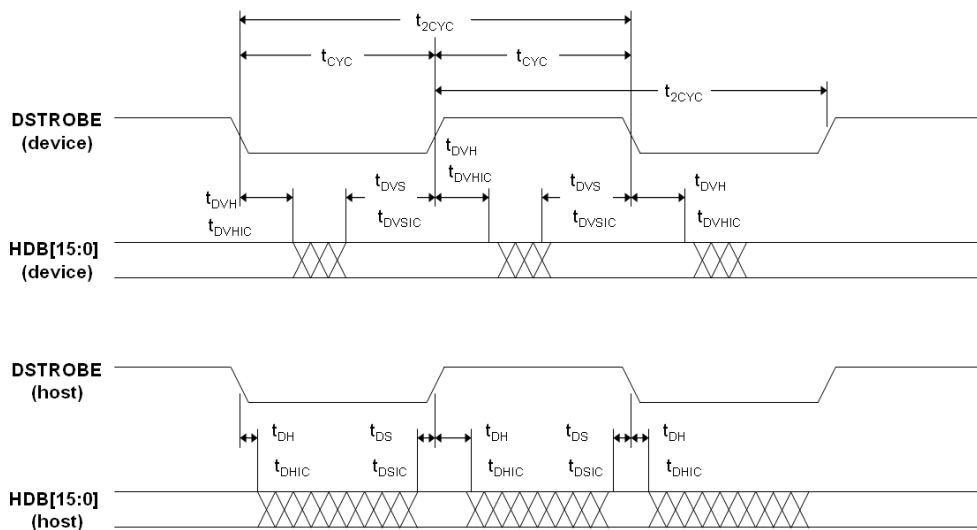 t2CYC
tCYC tCYC
t2CYC
DSTROBE
(device)
tDVH
tDVHIC
tDVS
tDVSIC
tDVH
tDVHIC
tDVS
tDVSIC
tDVH
tDVHIC
HDB[15:0]
(device)
DSTROBE
(host)
tDH
tDHIC
tDS
tDSIC
tDH
tDHIC
tDS
tDSIC
tDH
tDHIC
HDB[15:0]
(host)